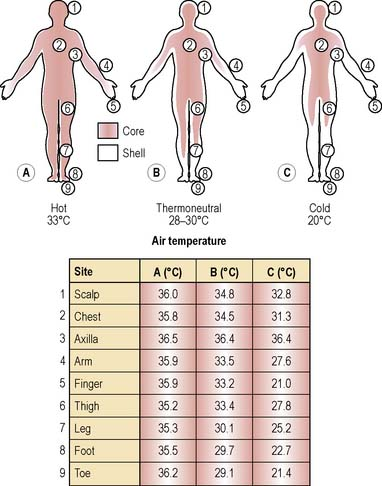 1
1
1
2
3
2
3
2
3
4
4
4
5
5
5
6
6
6
Core
Shell
7
7
7
A
8
B
8
C
8
9
9
9
Hot
33°C
Thermoneutral
28–30°C
Cold
20°C
Air temperature
Site A (°C) B (°C) C (°C)
1 Scalp 36.0 34.8 32.8
2 Chest 35.8 34.5 31.3
3 Axilla 36.5 36.4 36.4
4 Arm 35.9 33.5 27.6
5 Finger 35.9 33.2 21.0
6 Thigh 35.2 33.4 27.8
7 Leg 35.3 30.1 25.2
8 Foot 35.5 29.7 22.7
9 Toe 36.2 29.1 21.4